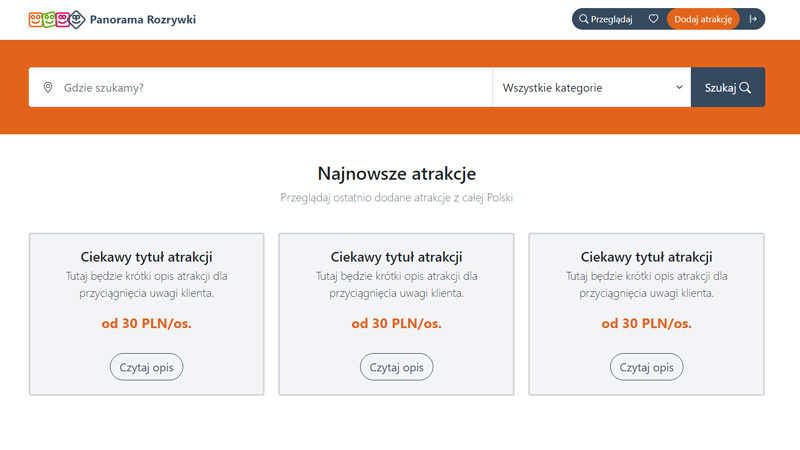 Panorama Rozrywki
Przeglądaj
Dodaj atrakcję
Gdzie szukamy?
Wszystkie kategorie
Szukaj
Najnowsze atrakcje
Przeglądaj ostatnio dodane atrakcje z całej Polski
Ciekawy tytuł atrakcji
Tutaj będzie krótki opis atrakcji dla
przyciągnięcia uwagi klienta.
od 30 PLN/os.
Czytaj opis
Ciekawy tytuł atrakcji
Tutaj będzie krótki opis atrakcji dla
przyciągnięcia uwagi klienta.
od 30 PLN/os.
Czytaj opis
Ciekawy tytuł atrakcji
Tutaj będzie krótki opis atrakcji dla
przyciągnięcia uwagi klienta.
od 30 PLN/os.
Czytaj opis